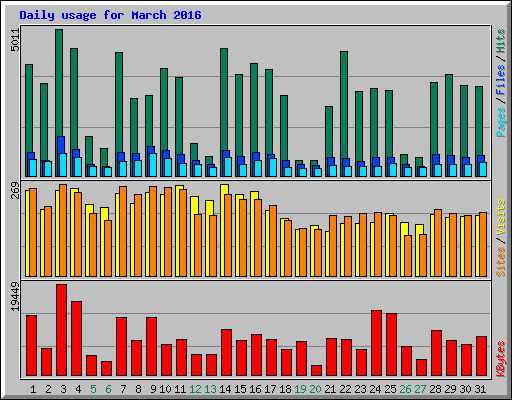 Daily usage for March 2016
5011
Pages / Files / Hits
269
Sites / Visits
19449
KBytes
1 2 3 4 5 6 7 8 9 10 11 12 13 14 15 16 17 18 19 20 21 22 23 24 25 26 27 28 29 30 31